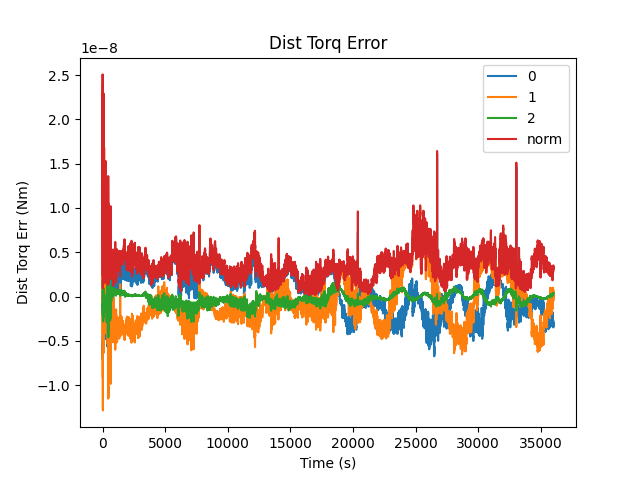 Dist Torq Error
1e−8
2.5
2.0
1.5
1.0
0.5
0.0
−0.5
−1.0
Dist Torq Err (Nm)
0
1
2
norm
0 5000 10000 15000 20000 25000 30000 35000
Time (s)